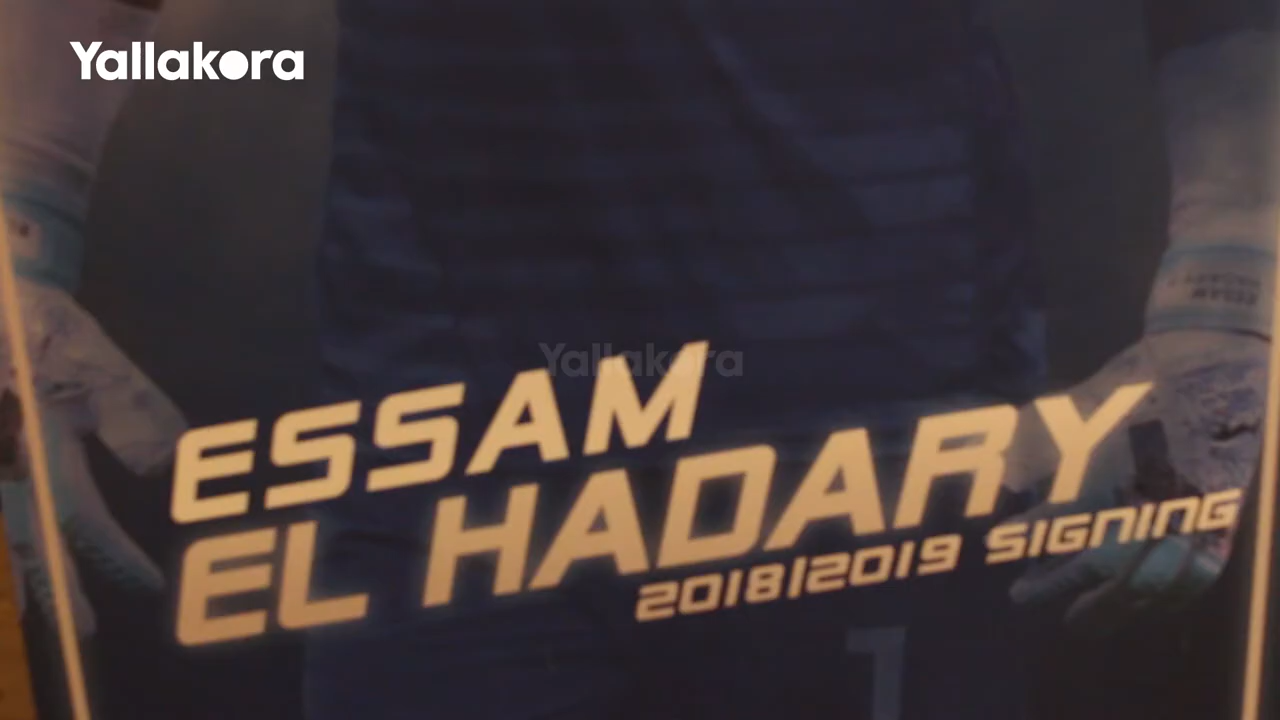 Yallakora
Yallakora
ESSAM
EL HADARY
2018|2019 SIGNING
1